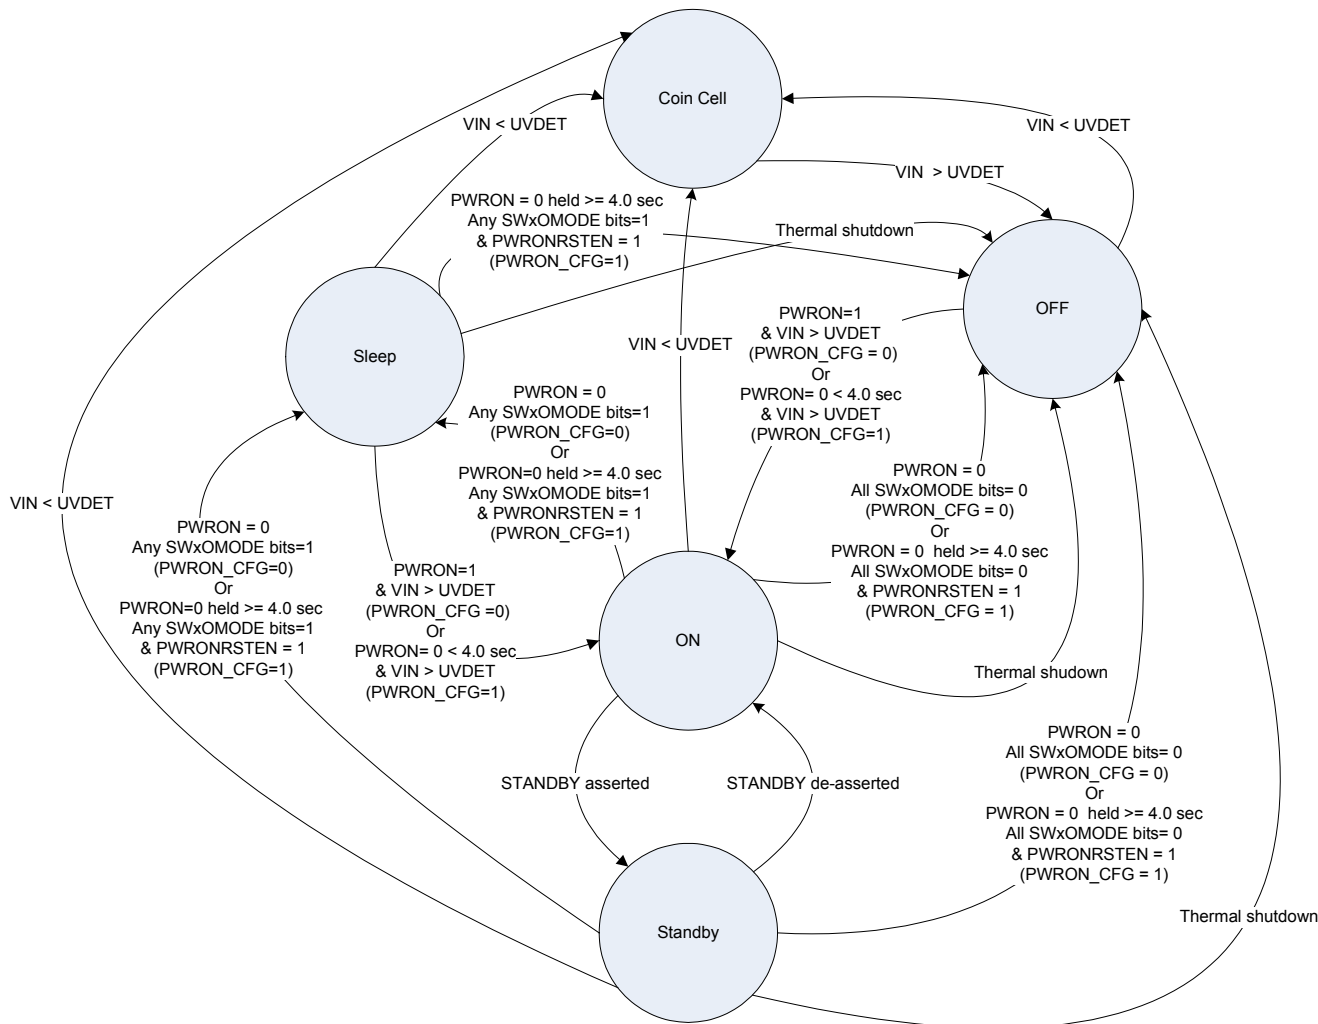 Coin Cell
VIN < UVDET
VIN < UVDET
VIN > UVDET
PWRON = 0 held >= 4.0 sec
Any SWxOMODE bits=1
& PWRONRSTEN = 1
(PWRON_CFG=1)
Thermal shutdown
OFF
Sleep
VIN < UVDET
PWRON=1
& VIN > UVDET
(PWRON_CFG = 0)
Or
PWRON= 0 < 4.0 sec
& VIN > UVDET
(PWRON_CFG=1)
PWRON = 0
Any SWxOMODE bits=1
(PWRON_CFG=0)
Or
PWRON=0 held >= 4.0 sec
Any SWxOMODE bits=1
& PWRONRSTEN = 1
(PWRON_CFG=1)
PWRON = 0
All SWxOMODE bits= 0
(PWRON_CFG = 0)
Or
PWRON = 0 held >= 4.0 sec
All SWxOMODE bits= 0
& PWRONRSTEN = 1
(PWRON_CFG = 1)
VIN < UVDET
PWRON = 0
Any SWxOMODE bits=1
(PWRON_CFG=0)
Or
PWRON=0 held >= 4.0 sec
Any SWxOMODE bits=1
& PWRONRSTEN = 1
(PWRON_CFG=1)
PWRON=1
& VIN > UVDET
(PWRON_CFG =0)
Or
PWRON= 0 < 4.0 sec
& VIN > UVDET
(PWRON_CFG=1)
ON
Thermal shudown
STANDBY asserted
STANDBY de-asserted
PWRON = 0
All SWxOMODE bits= 0
(PWRON_CFG = 0)
Or
PWRON = 0 held >= 4.0 sec
All SWxOMODE bits= 0
& PWRONRSTEN = 1
(PWRON_CFG = 1)
Thermal shutdown
Standby